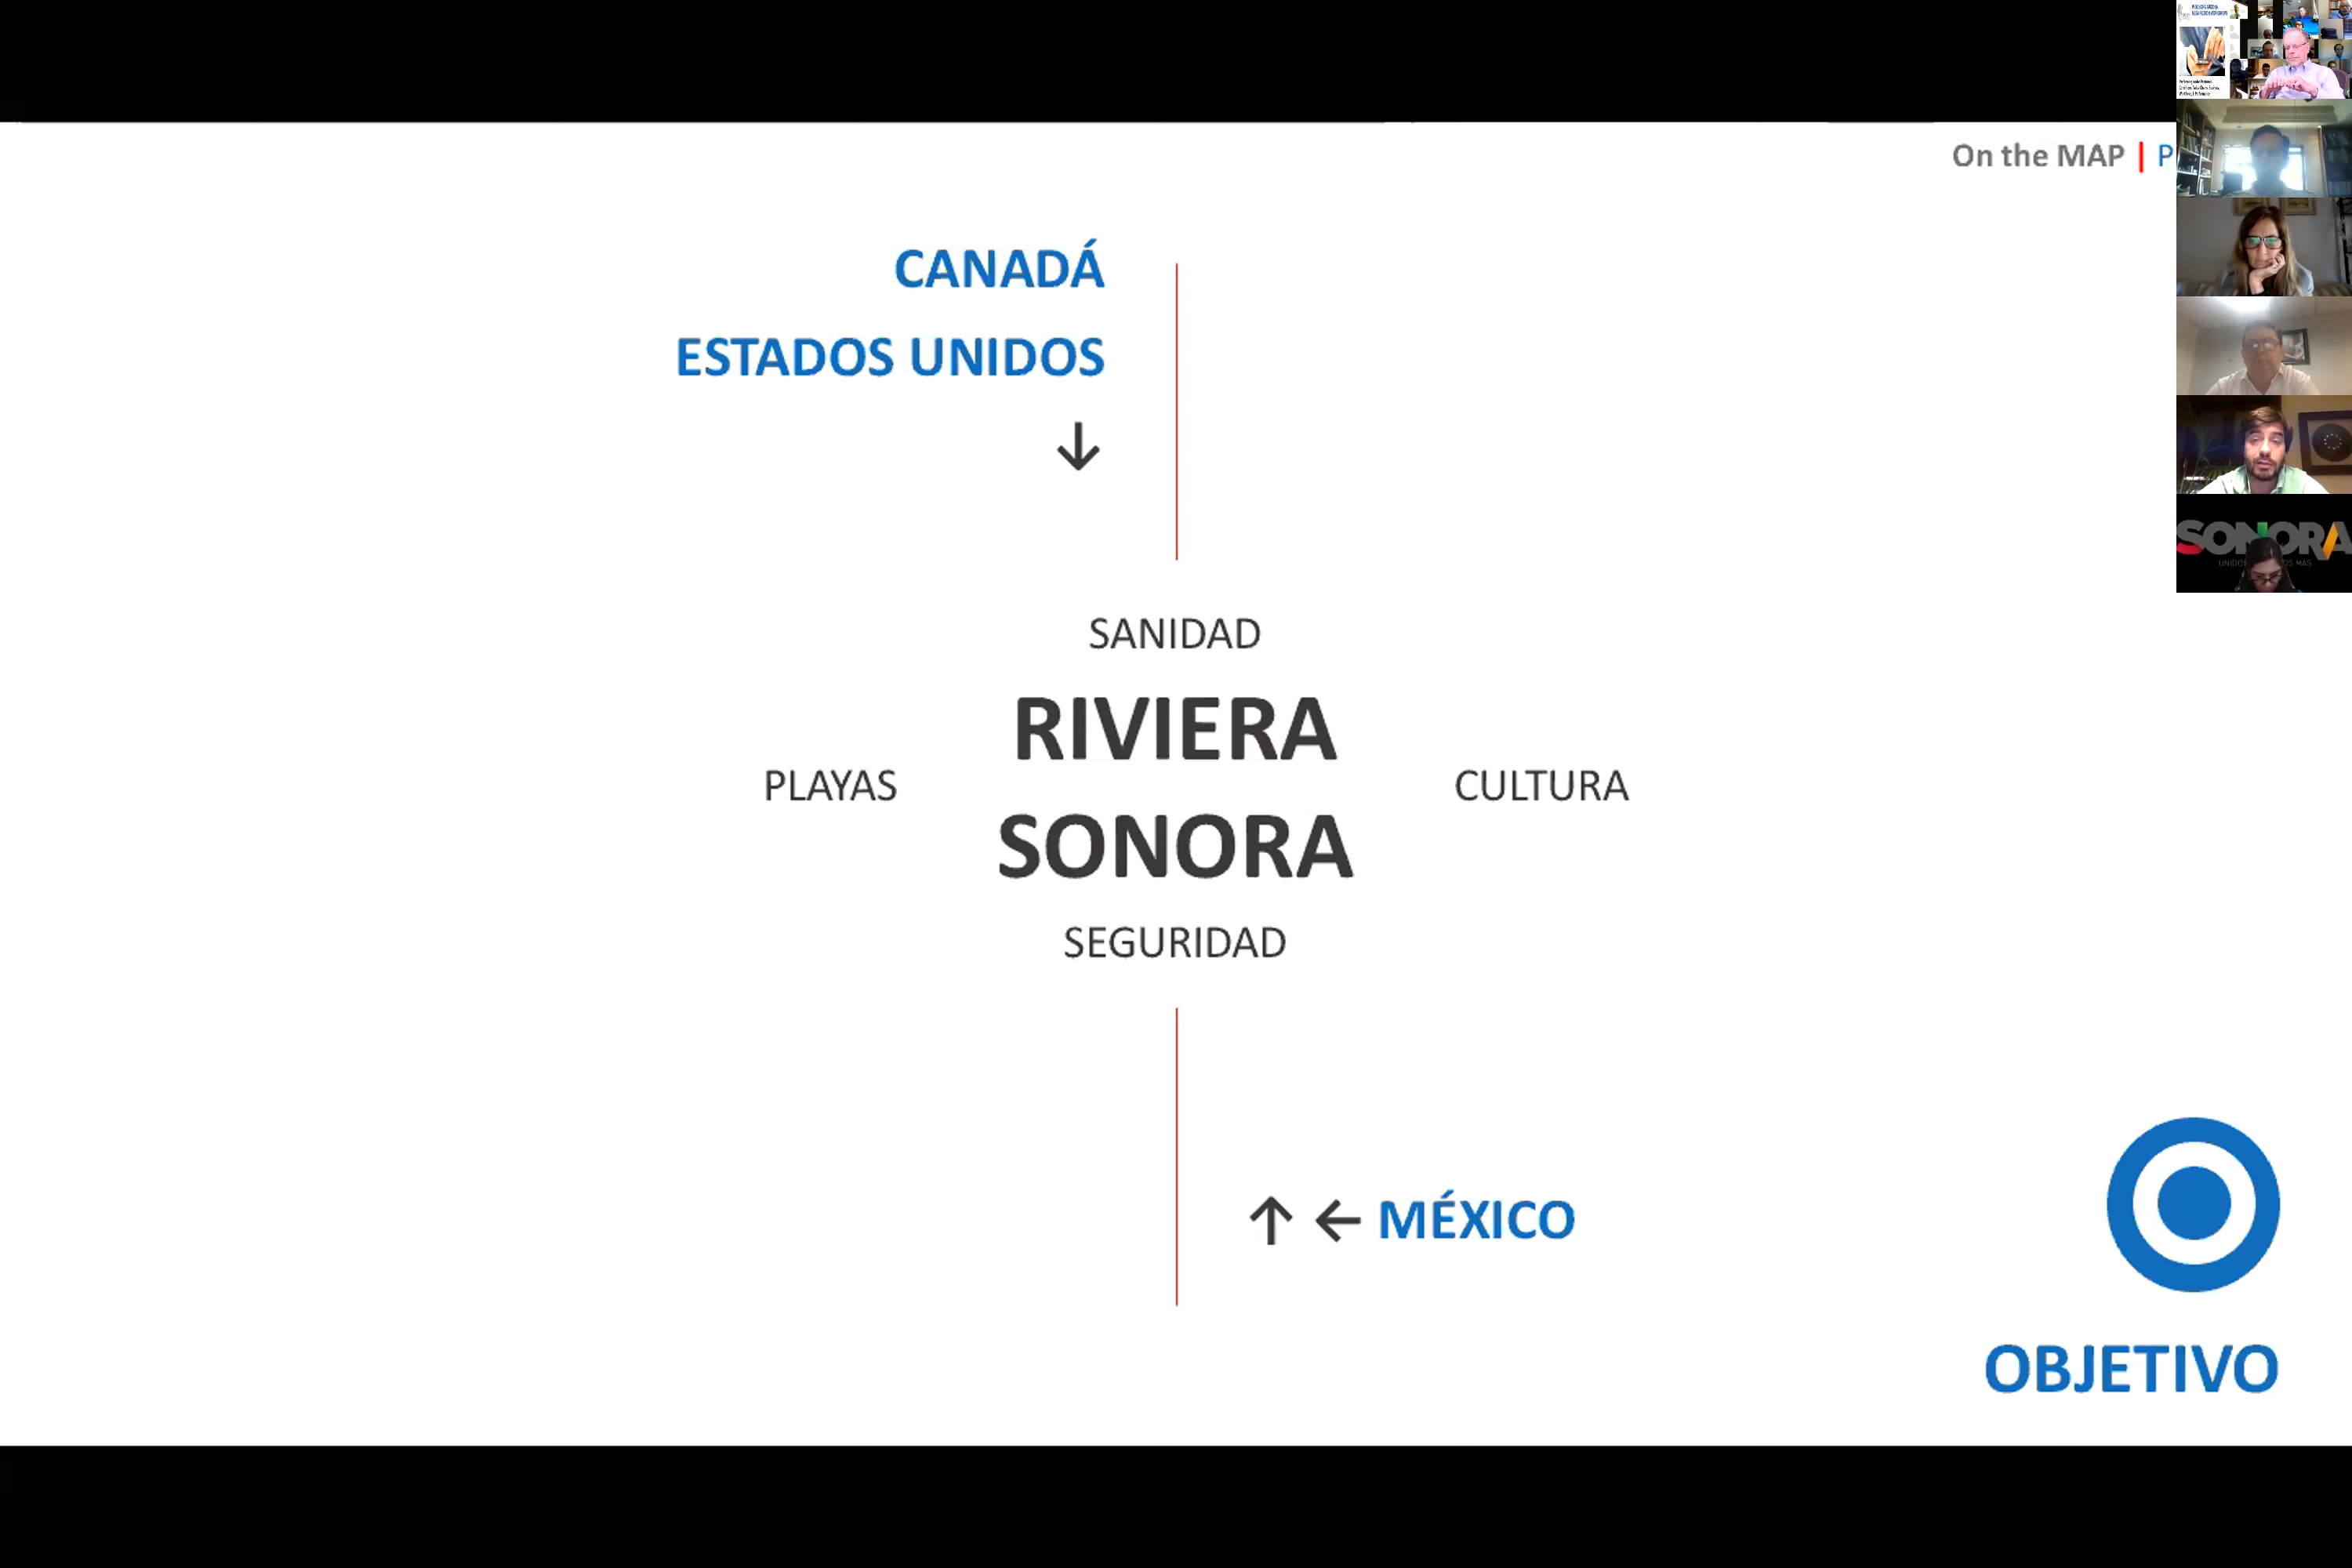 On the MAP | P
CANADÁ
ESTADOS UNIDOS
↓
SANIDAD
RIVIERA
PLAYAS
CULTURA
SONORA
SEGURIDAD
↑ ← MÉXICO
OBJETIVO
SONORA